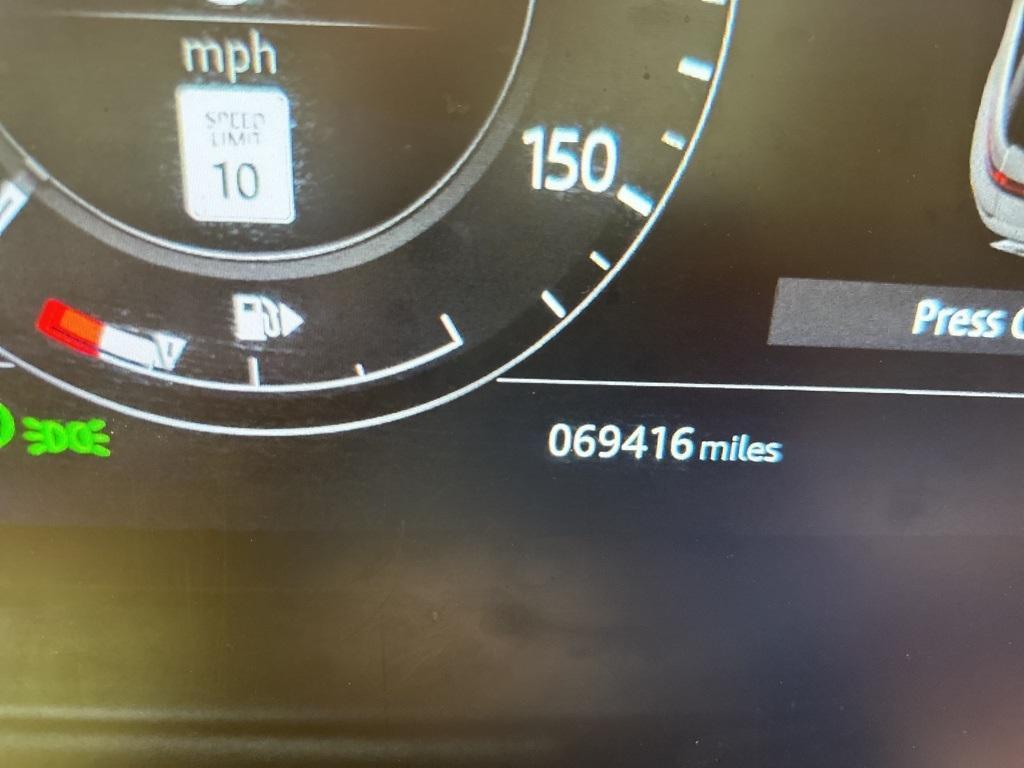 mph
SPEED
LIMIT
10
150
Press
069416 miles